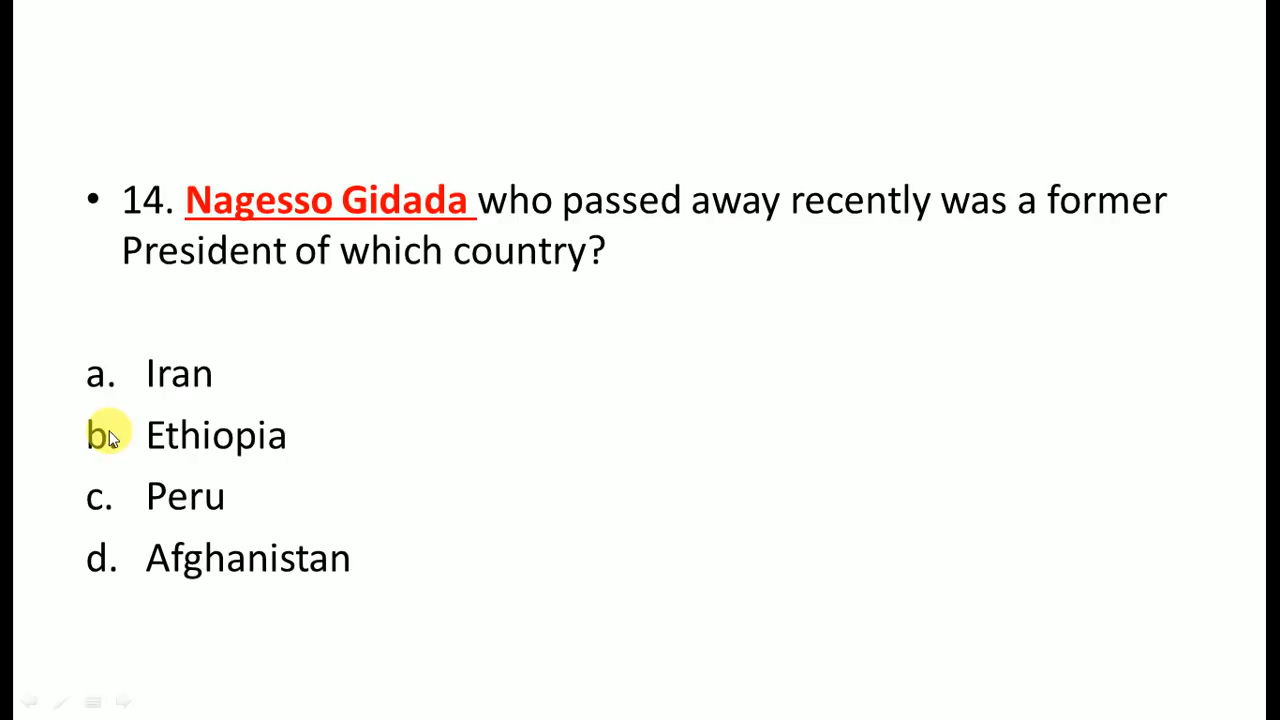 • 14. Nagesso Gidada who passed away recently was a former
President of which country?
a. Iran
b. Ethiopia
c. Peru
d. Afghanistan